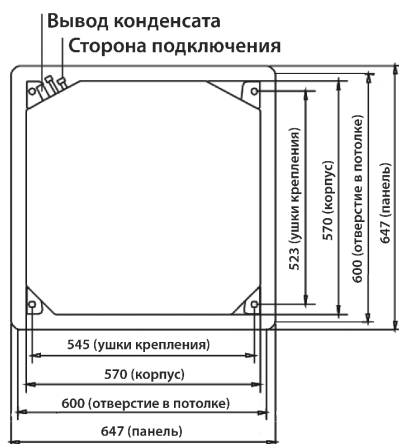 Вывод конденсата
Сторона подключения
523 (ушки крепления)
570 (корпус)
600 (отверстие в потолке)
647 (панель)
545 (ушки крепления)
570 (корпус)
600 (отверстие в потолке)
647 (панель)